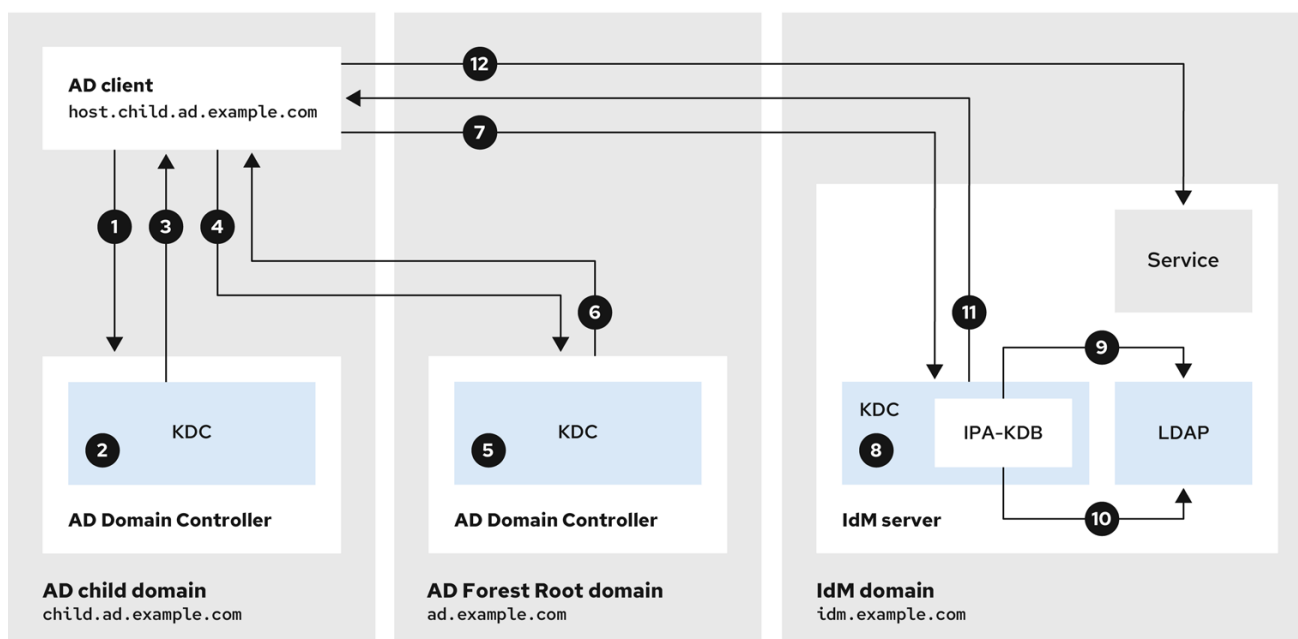 AD client
host.child.ad.example.com
12
7
1
3
4
6
11
9
Service
2
KDC
AD Domain Controller
5
KDC
AD Domain Controller
KDC
8
IPA-KDB
LDAP
10
IdM server
AD child domain
child.ad.example.com
AD Forest Root domain
ad.example.com
IdM domain
idm.example.com